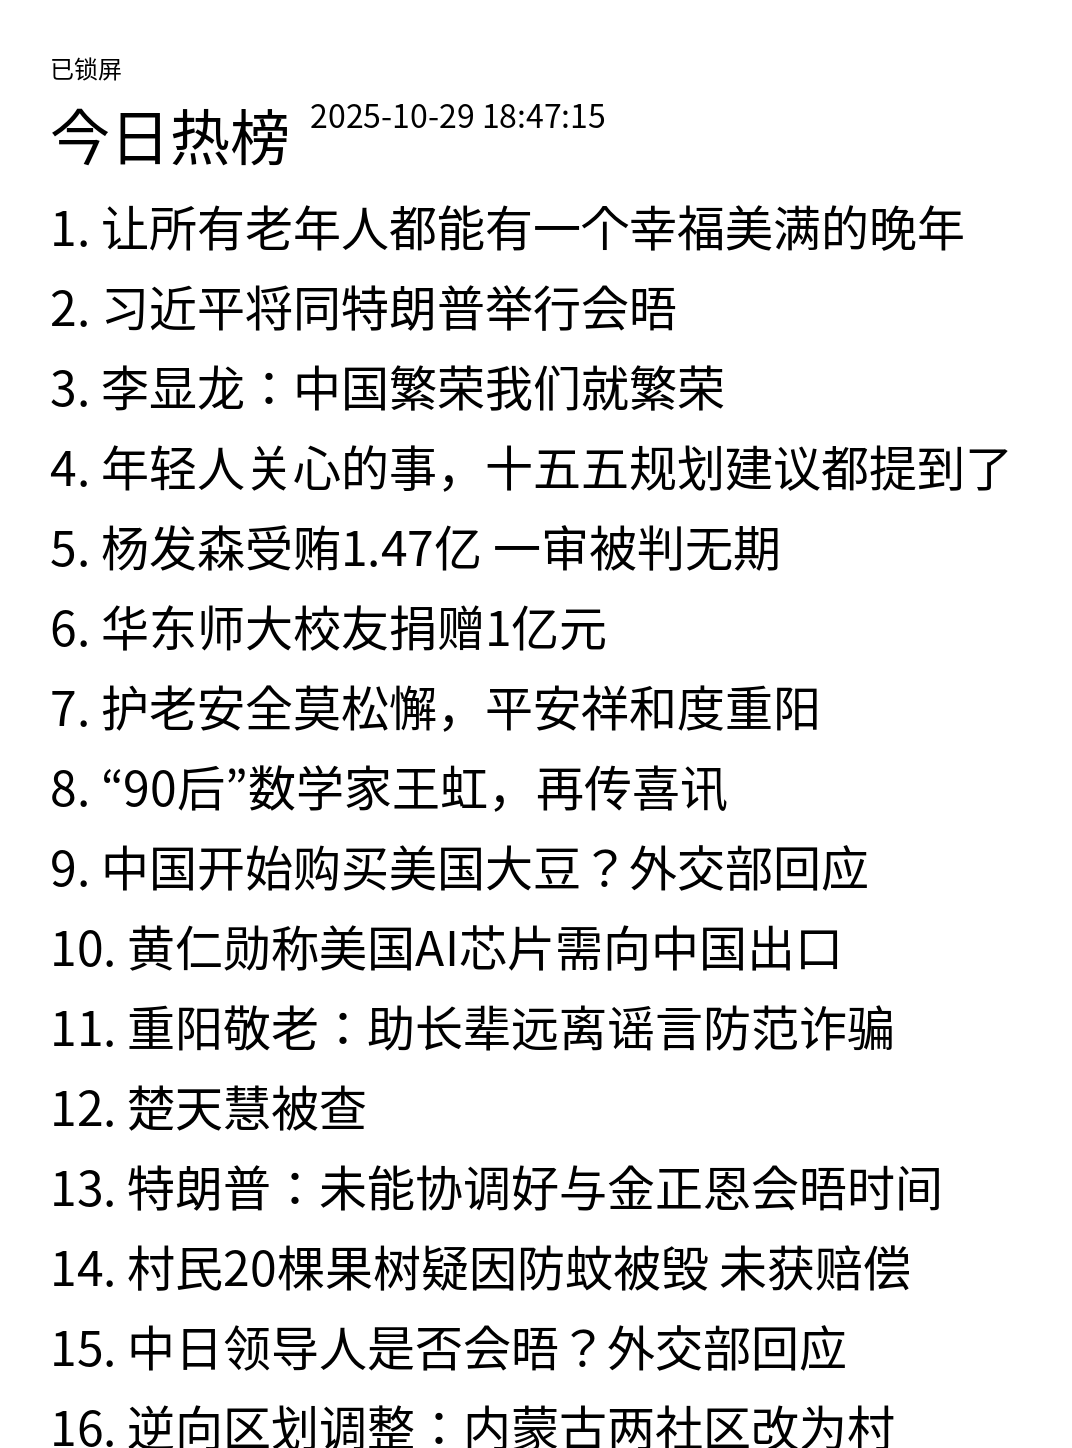 已锁屏
今日热榜 2025-10-29 18:47:15
1. 让所有老年人都能有一个幸福美满的晚年
2. 习近平将同特朗普举行会晤
3. 李显龙：中国繁荣我们就繁荣
4. 年轻人关心的事，十五五规划建议都提到了
5. 杨发森受贿1.47亿 一审被判无期
6. 华东师大校友捐赠1亿元
7. 护老安全莫松懈，平安祥和度重阳
8. “90后”数学家王虹，再传喜讯
9. 中国开始购买美国大豆？外交部回应
10. 黄仁勋称美国AI芯片需向中国出口
11. 重阳敬老：助长辈远离谣言防范诈骗
12. 楚天慧被查
13. 特朗普：未能协调好与金正恩会晤时间
14. 村民20棵果树疑因防蚊被毁 未获赔偿
15. 中日领导人是否会晤？外交部回应
16. 逆向区划调整：内蒙古两社区改为村